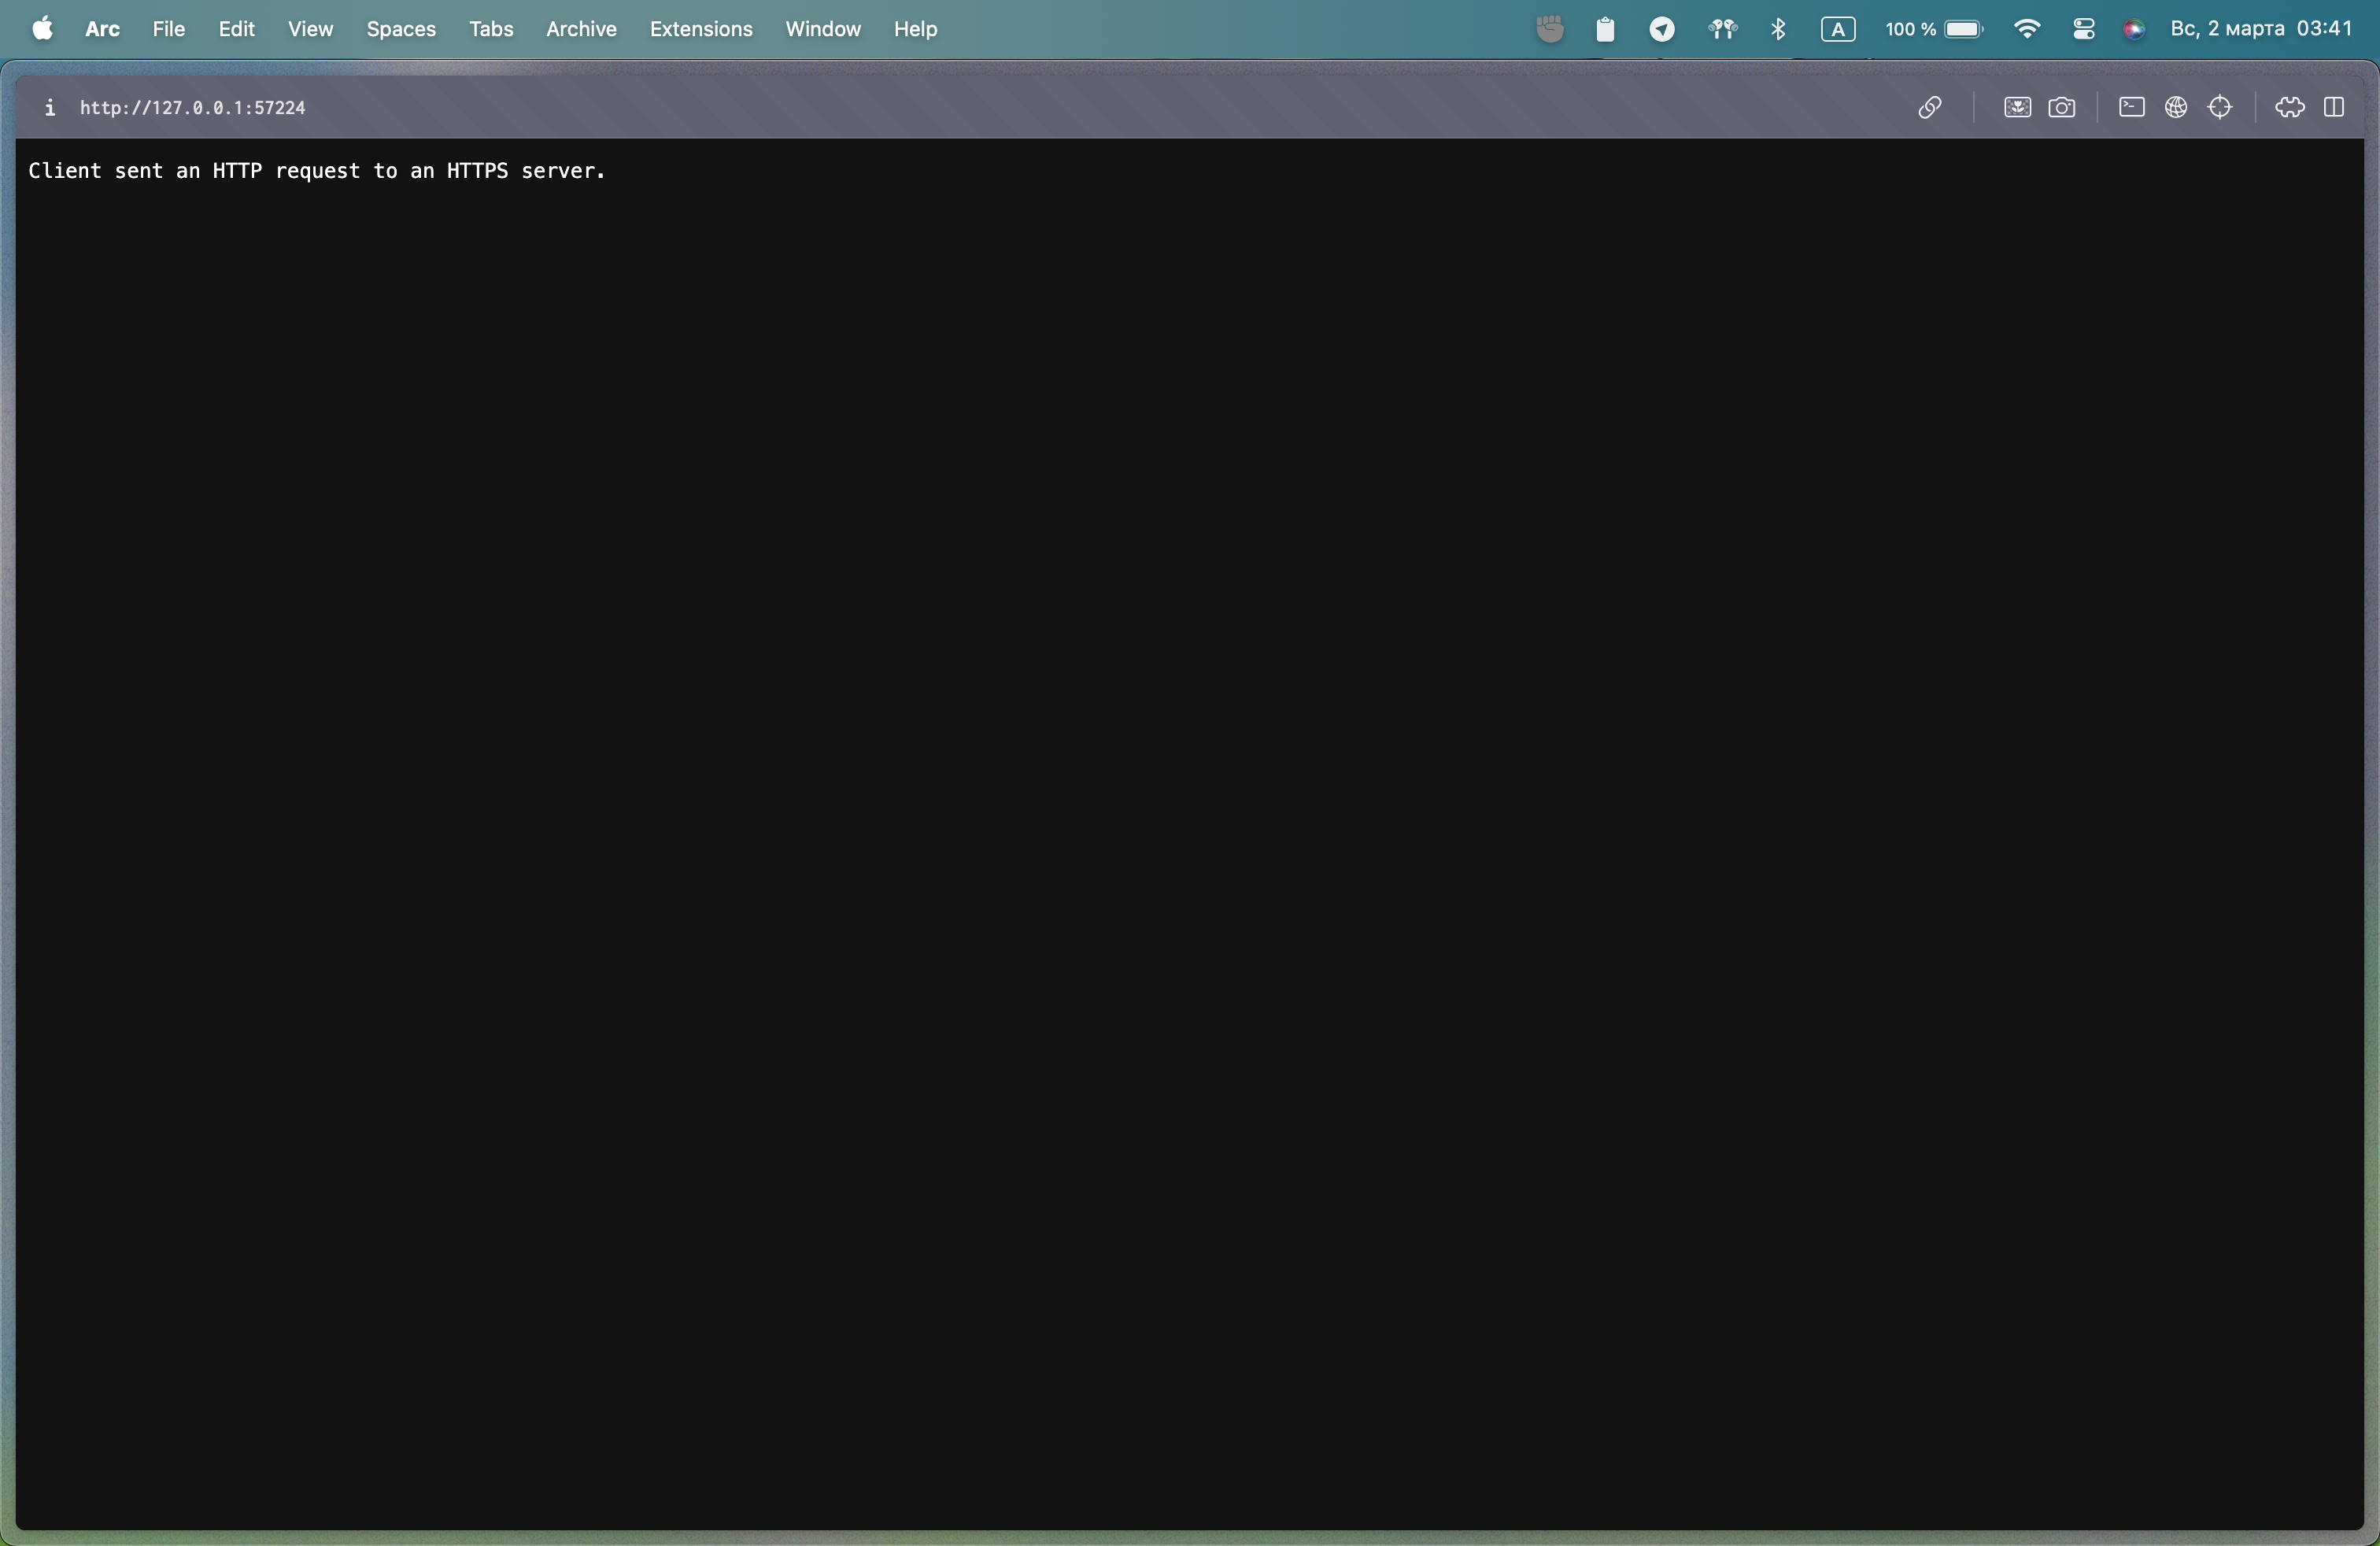 Arc File Edit View Spaces Tabs Archive Extensions Window Help A 100 % Вс, 2 марта 03:41
http://127.0.0.1:57224
Client sent an HTTP request to an HTTPS server.